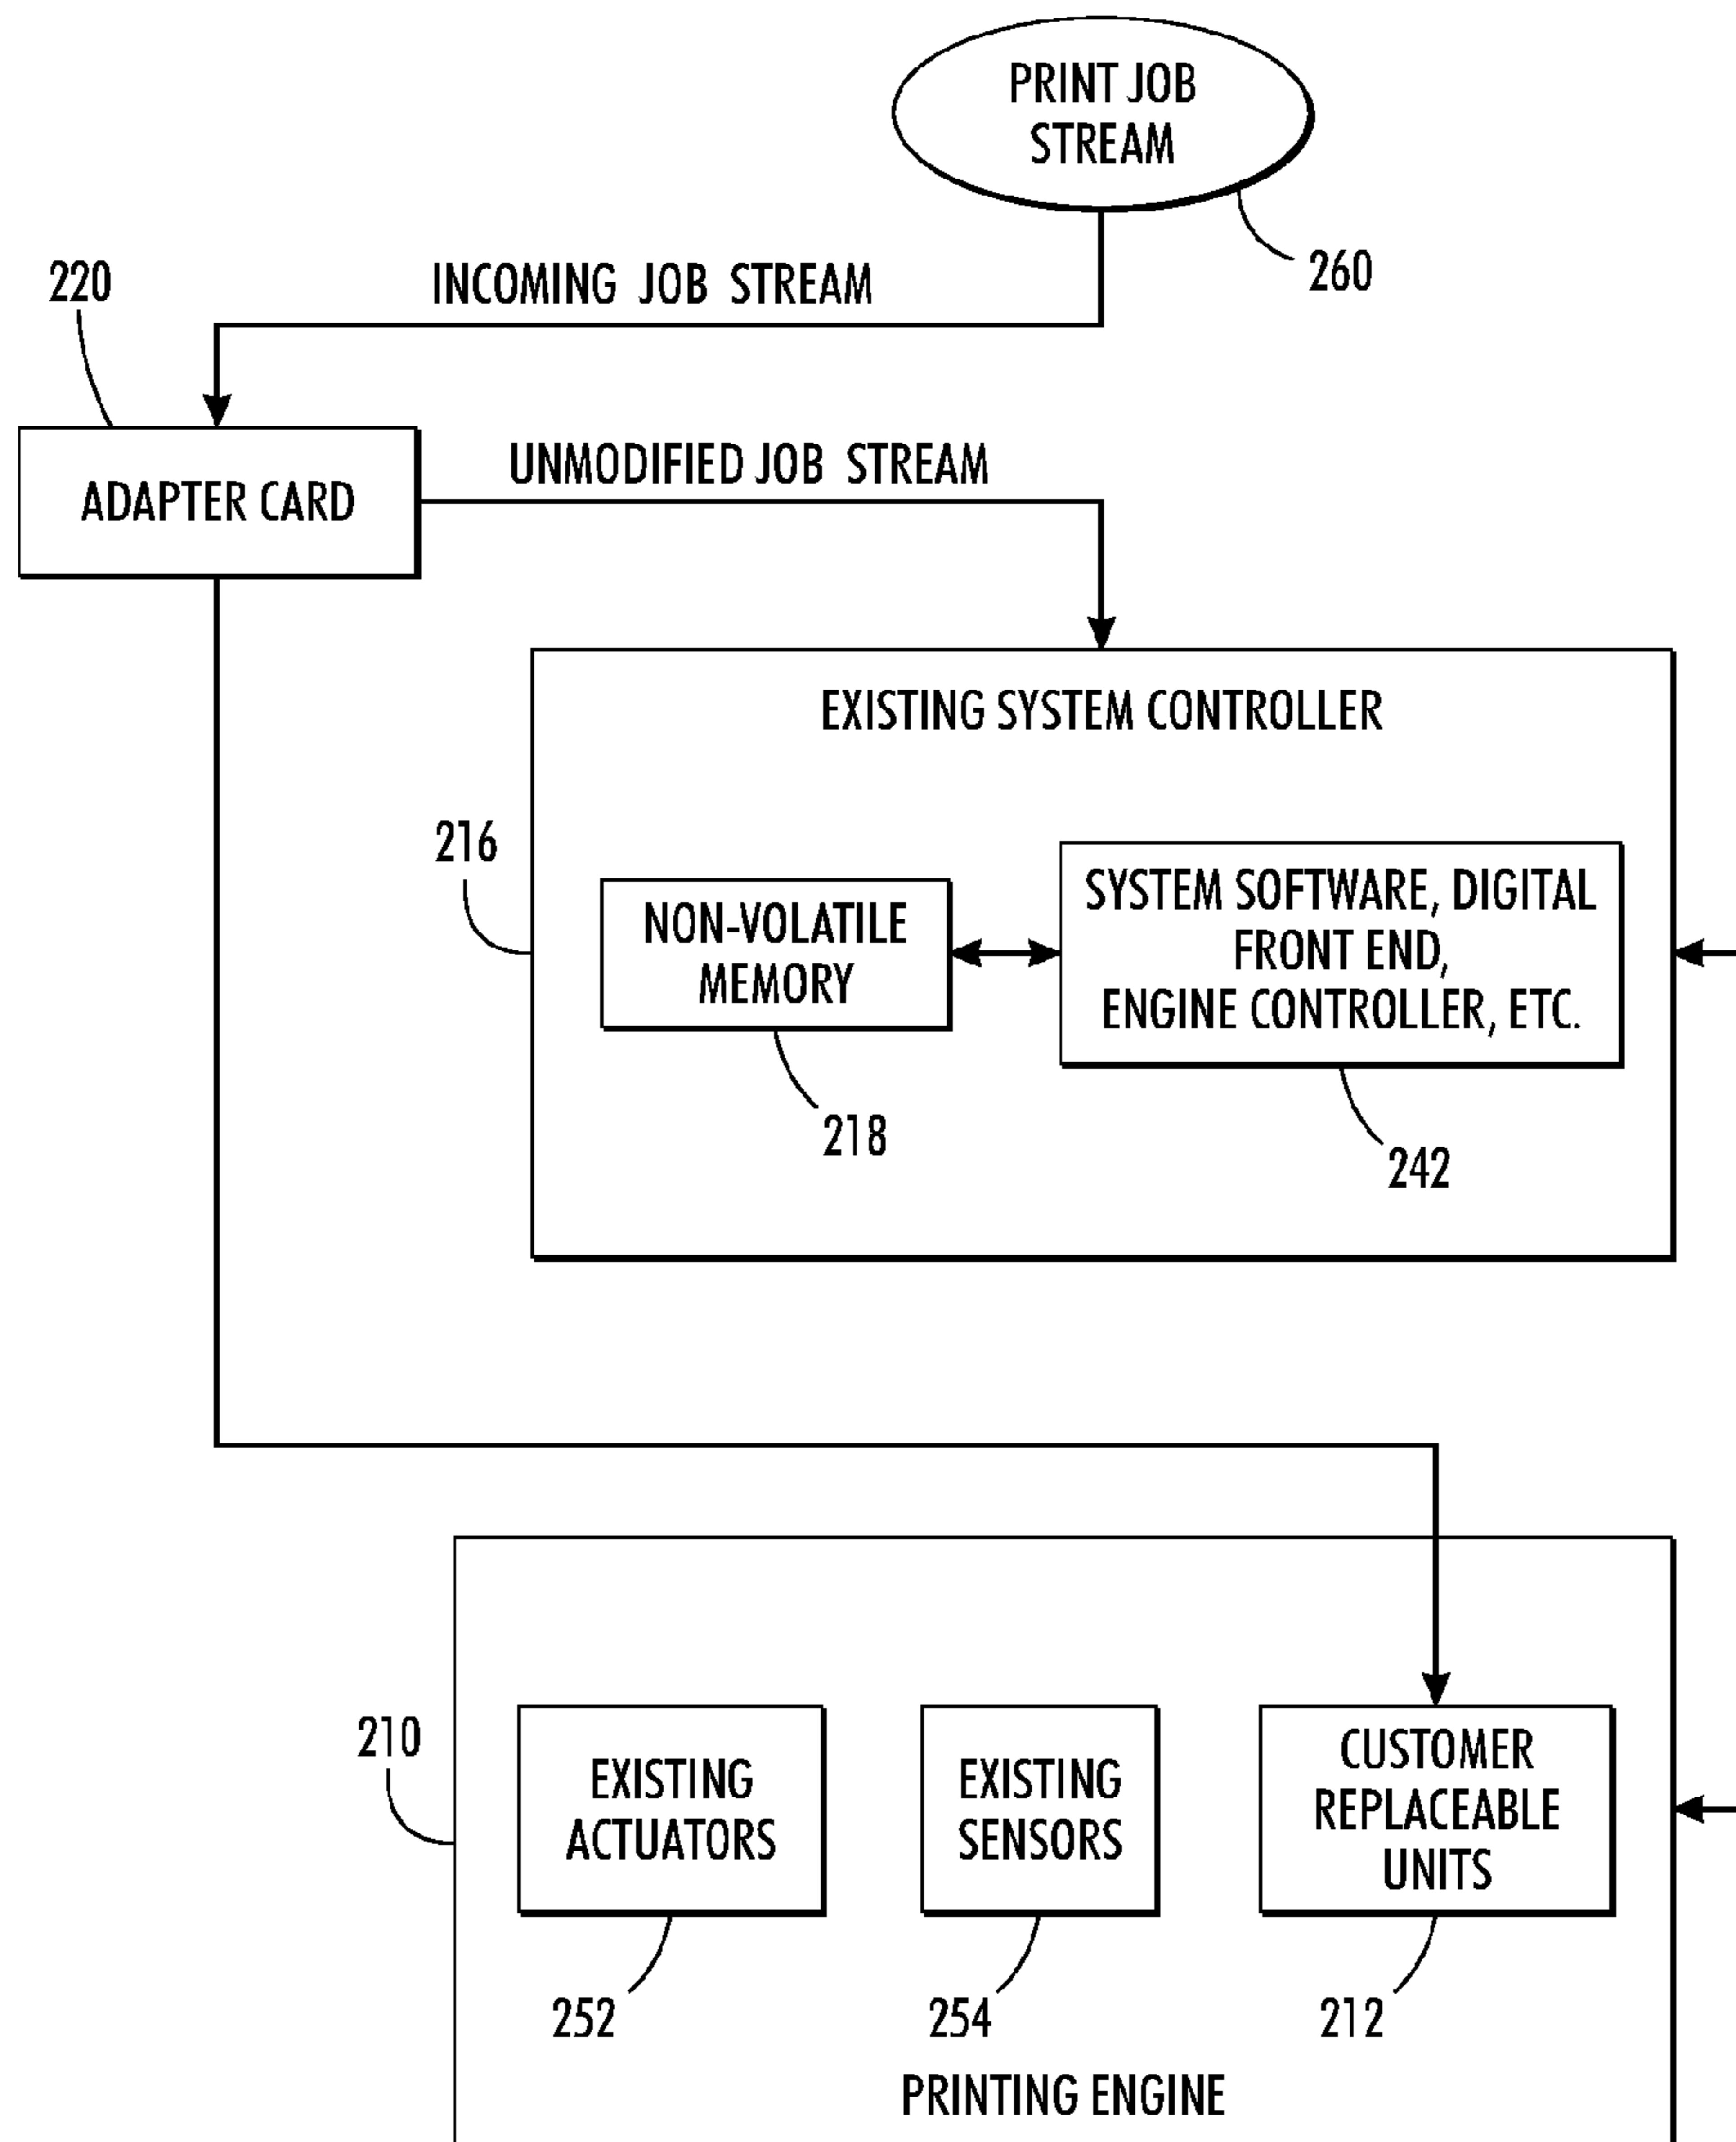 PRINT JOB
STREAM
260
220
INCOMING JOB STREAM
UNMODIFIED JOB STREAM
ADAPTER CARD
EXISTING SYSTEM CONTROLLER
216
NON-VOLATILE
MEMORY
SYSTEM SOFTWARE, DIGITAL
FRONT END,
ENGINE CONTROLLER, ETC.
218
242
210
EXISTING
ACTUATORS
EXISTING
SENSORS
CUSTOMER
REPLACEABLE
UNITS
252
254
212
PRINTING ENGINE